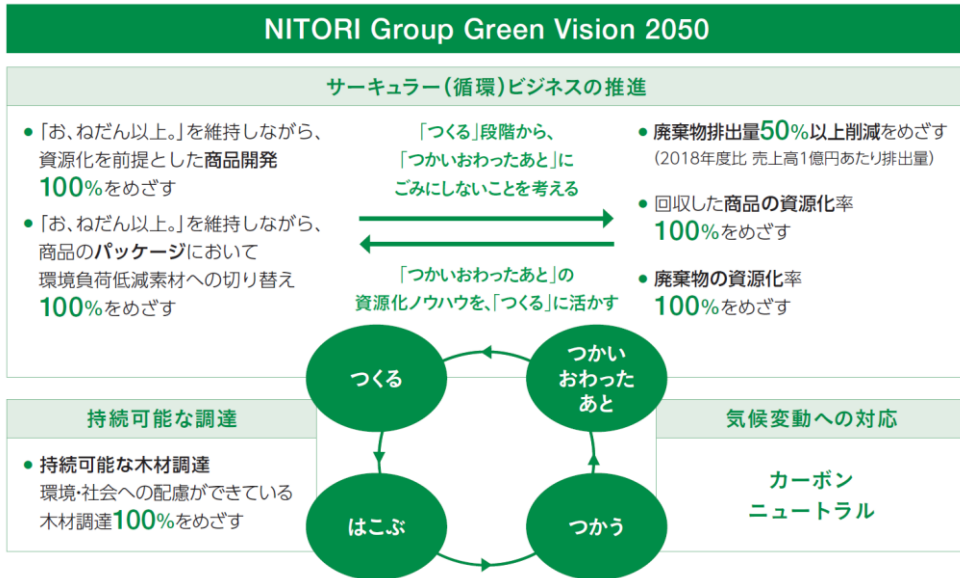 NITORI Group Green Vision 2050
サーキュラー（循環）ビジネスの推進
●「お、ねだん以上。」を維持しながら、
資源化を前提とした商品開発
100%をめざす
●「お、ねだん以上。」を維持しながら、
商品のパッケージにおいて
環境負荷低減素材への切り替え
100%をめざす
「つくる」段階から、
「つかいおわったあと」に
ごみにしないことを考える
「つかいおわったあと」の
資源化ノウハウを、「つくる」に活かす
● 廃棄物排出量50%以上削減をめざす
（2018年度比 売上高1億円あたり排出量）
● 回収した商品の資源化率
100%をめざす
● 廃棄物の資源化率
100%をめざす
つくる
つかい
おわった
あと
はこぶ
つかう
持続可能な調達
● 持続可能な木材調達
環境・社会への配慮ができている
木材調達100%をめざす
気候変動への対応
カーボン
ニュートラル